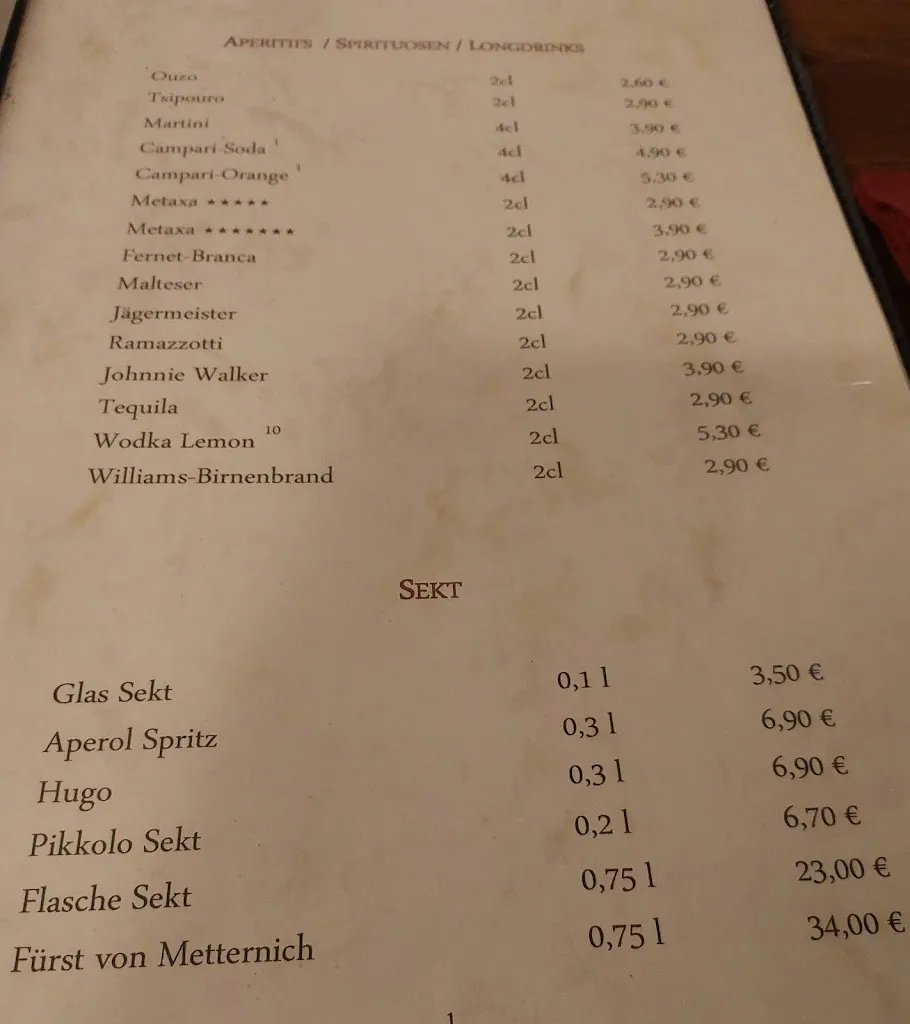 APERITIFS / SPIRITUOSEN / LONGDRINKS
Ouzo 2cl 2,60 €
Tsipouro 2cl 2,90 €
Martini 4cl 3,90 €
Campari-Soda ¹ 4cl 4,90 €
Campari-Orange ¹ 4cl 5,30 €
Metaxa ★★★★★ 2cl 2,90 €
Metaxa ★★★★★★★ 2cl 3,90 €
Fernet-Branca 2cl 2,90 €
Malteser 2cl 2,90 €
Jägermeister 2cl 2,90 €
Ramazzotti 2cl 2,90 €
Johnnie Walker 2cl 3,90 €
Tequila 2cl 2,90 €
Wodka Lemon ¹⁰ 2cl 5,30 €
Williams-Birnenbrand 2cl 2,90 €
SEKT
Glas Sekt 0,1 l 3,50 €
Aperol Spritz 0,3 l 6,90 €
Hugo 0,3 l 6,90 €
Pikkolo Sekt 0,2 l 6,70 €
Flasche Sekt 0,75 l 23,00 €
Fürst von Metternich 0,75 l 34,00 €
1